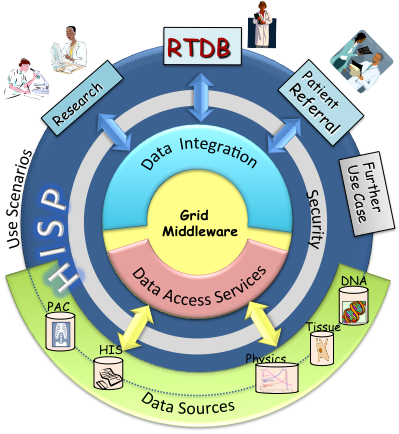 RTDB
Research
Patient
Referral
Further
Use Case
Use Scenarios
HISP
Data Integration
Security
Grid
Middleware
Data Access Services
DNA
PAC
Tissue
HIS
Physics
Data Sources